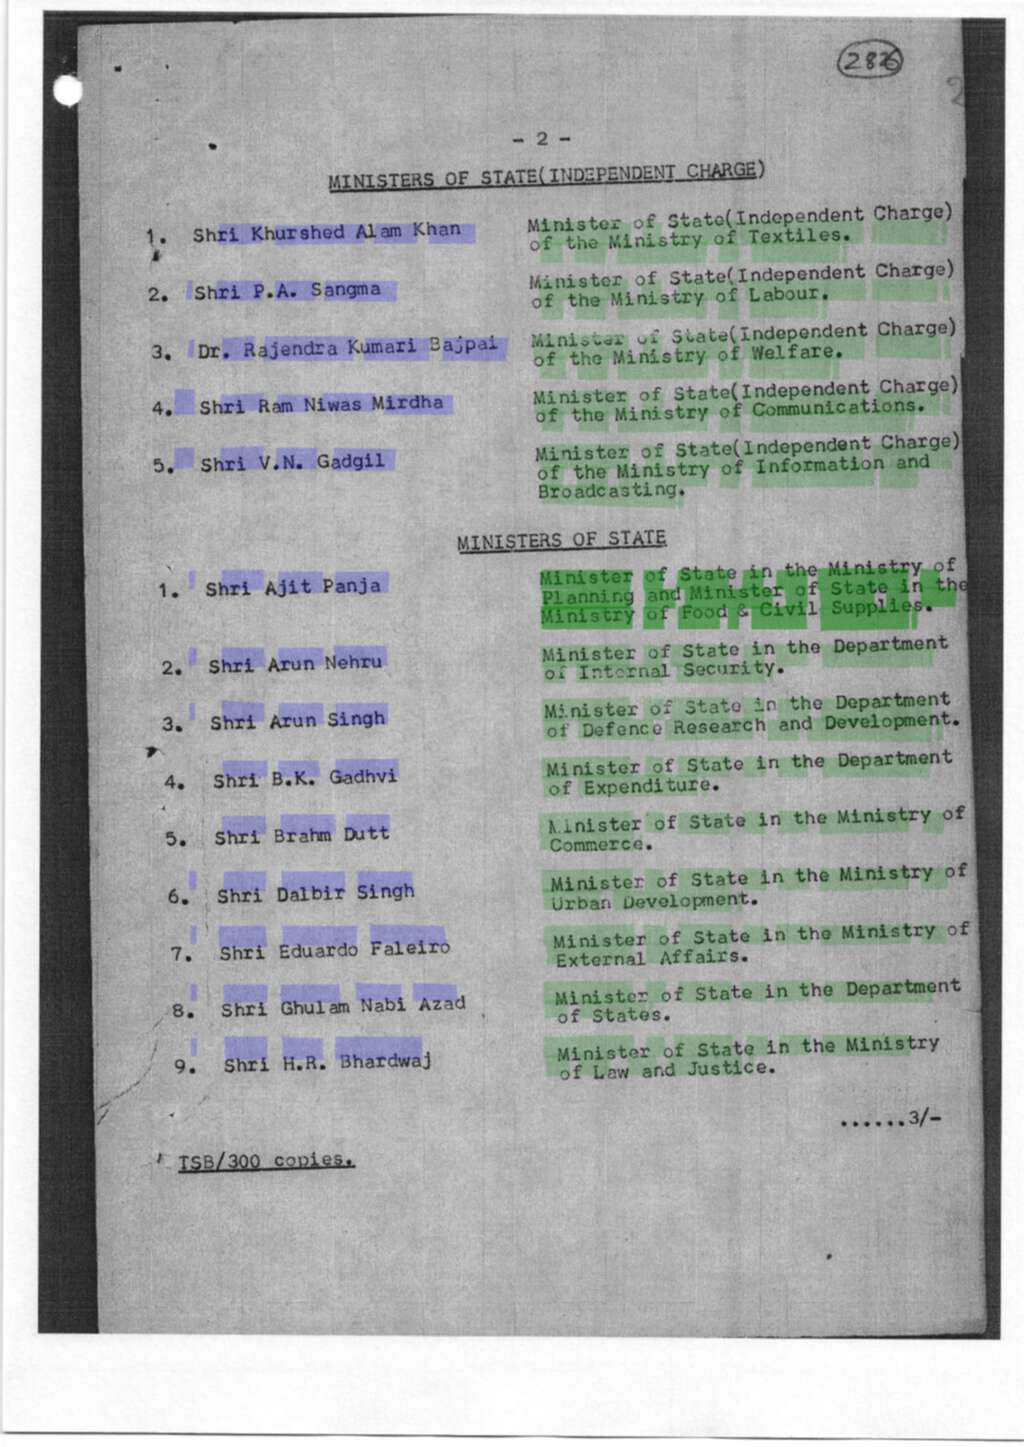 2826
- 2 -
MINISTERS OF STATE(INDEPENDENT CHARGE)
1. Shri Khurshed Alam Khan Minister of State(Independent Charge)
of the Ministry of Textiles.
2. Shri P.A. Sangma Minister of State(Independent Charge)
of the Ministry of Labour.
3. Dr. Rajendra Kumari Bajpai Minister of State(Independent Charge)
of the Ministry of Welfare.
4. Shri Ram Niwas Mirdha Minister of State(Independent Charge)
of the Ministry of Communications.
5. Shri V.N. Gadgil Minister of State(Independent Charge)
of the Ministry of Information and
Broadcasting.
MINISTERS OF STATE
1. Shri Ajit Panja Minister of State in the Ministry of
Planning and Minister of State in the
Ministry of Food & Civil Supplies.
2. Shri Arun Nehru Minister of State in the Department
of Internal Security.
3. Shri Arun Singh Minister of State in the Department
of Defence Research and Development.
4. Shri B.K. Gadhvi Minister of State in the Department
of Expenditure.
5. Shri Brahm Dutt Minister of State in the Ministry of
Commerce.
6. Shri Dalbir Singh Minister of State in the Ministry of
Urban Development.
7. Shri Eduardo Faleiro Minister of State in the Ministry of
External Affairs.
8. Shri Ghulam Nabi Azad Minister of State in the Department
of States.
9. Shri H.R. Bhardwaj Minister of State in the Ministry
of Law and Justice.
......3/-
TSB/300 copies.